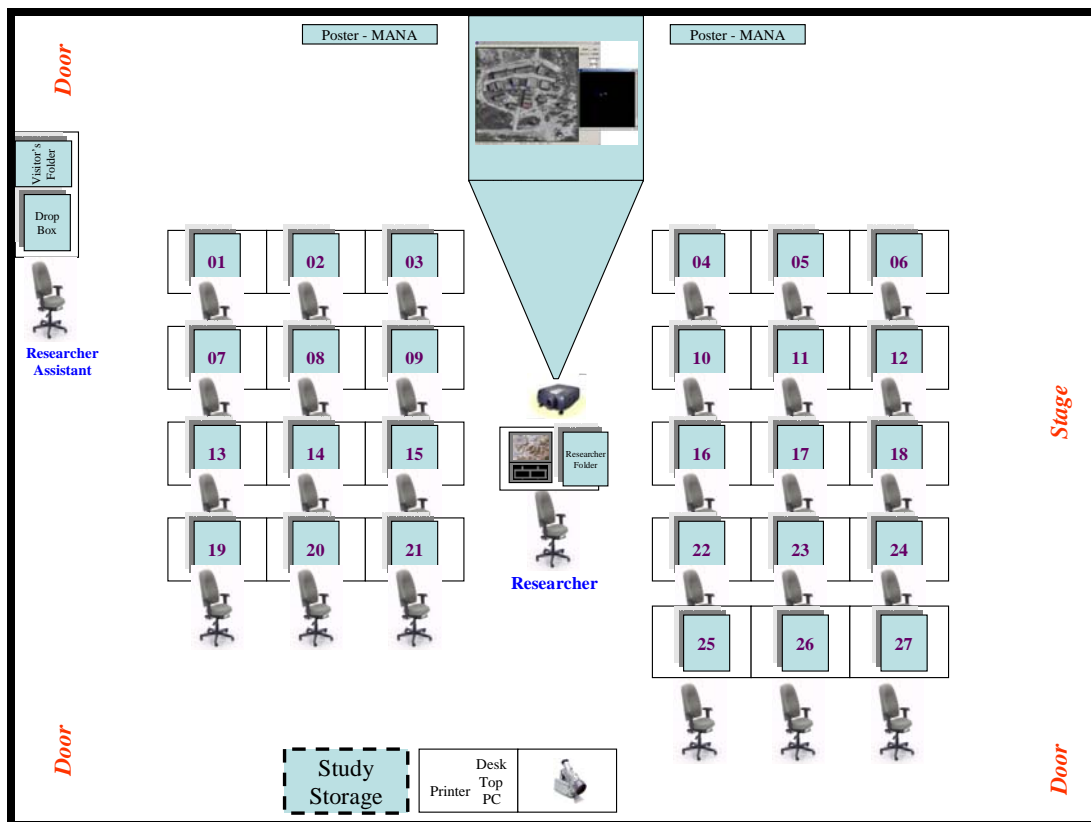 Door
Poster - MANA
Poster - MANA
Visitor's
Folder
Drop
Box
Researcher
Assistant
01
02
03
04
05
06
07
08
09
10
11
12
13
14
15
Researcher
Folder
16
17
18
Stage
19
20
21
Researcher
22
23
24
25
26
27
Door
Study
Storage
Printer
Desk
Top
PC
Door